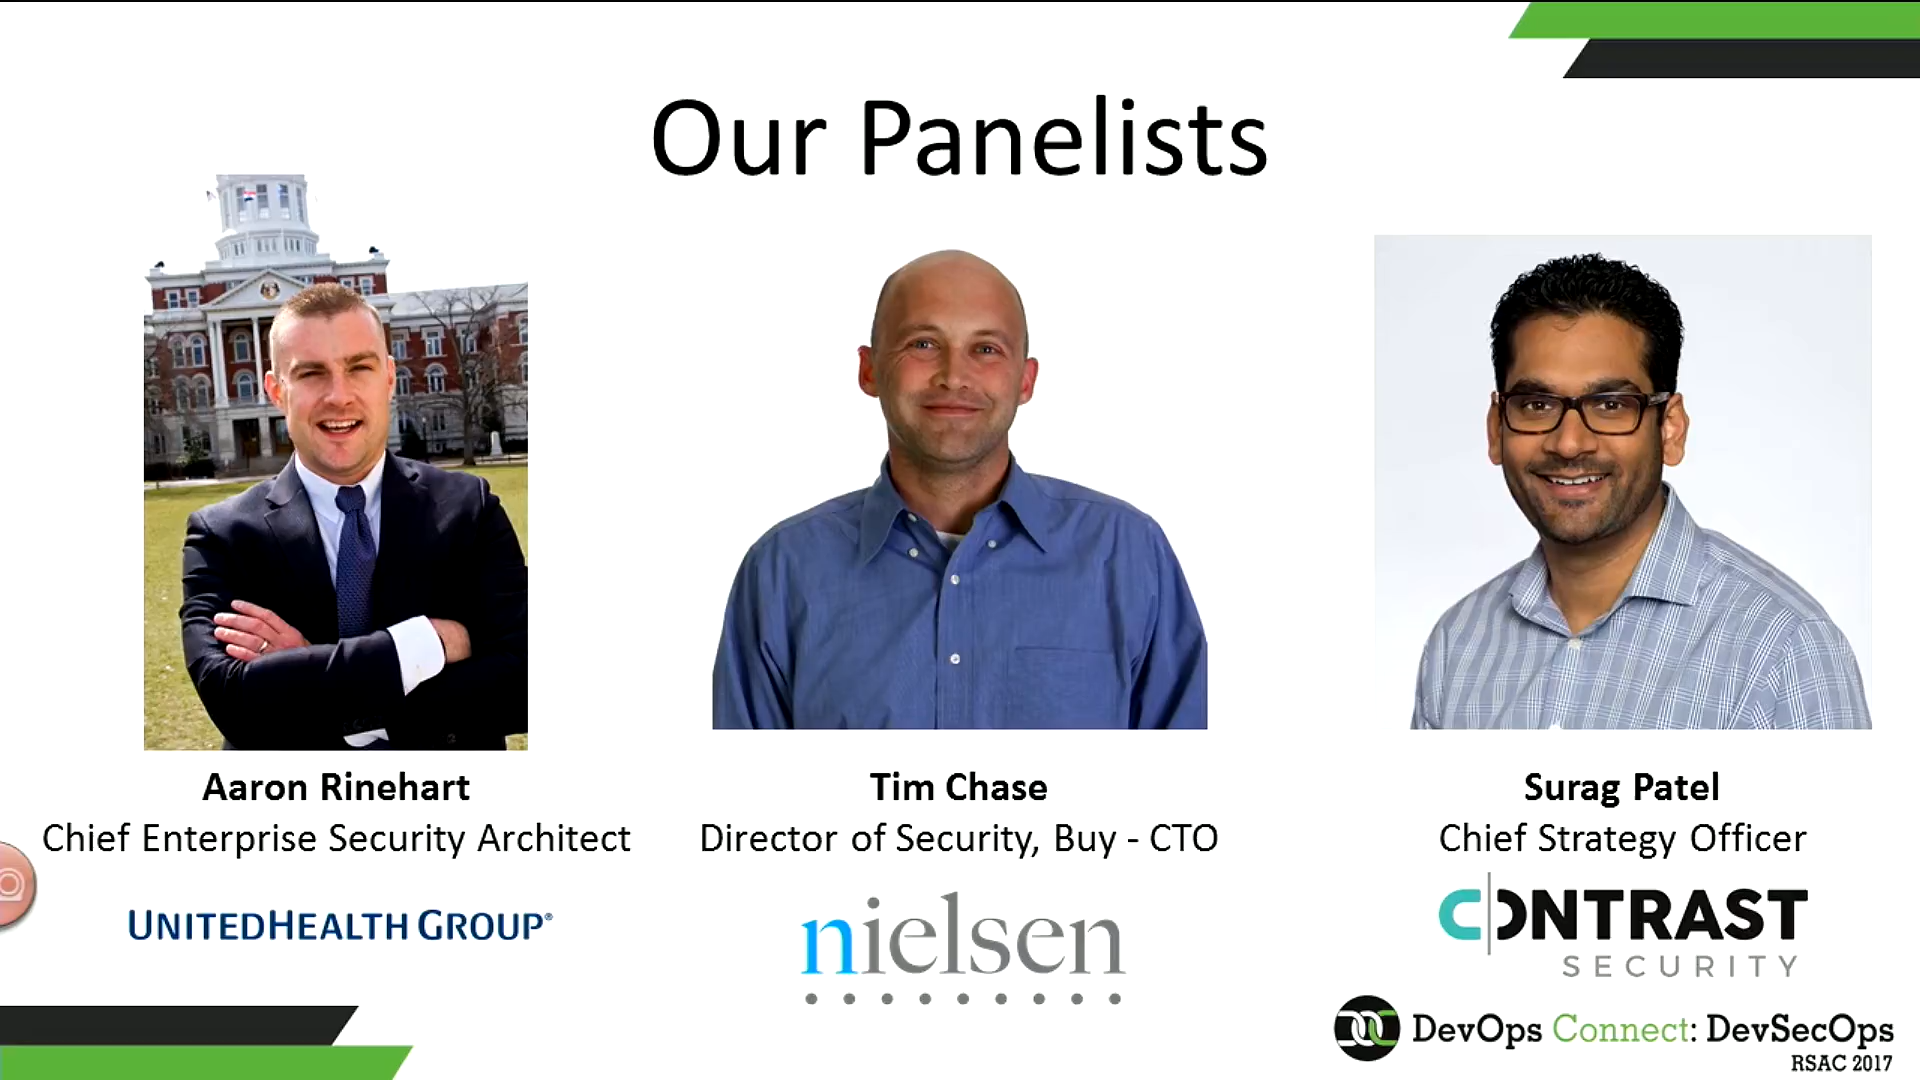 Our Panelists
Aaron Rinehart
Chief Enterprise Security Architect
UNITEDHEALTH GROUP®
Tim Chase
Director of Security, Buy - CTO
nielsen
Surag Patel
Chief Strategy Officer
CONTRAST
SECURITY
DevOps Connect: DevSecOps
RSAC 2017